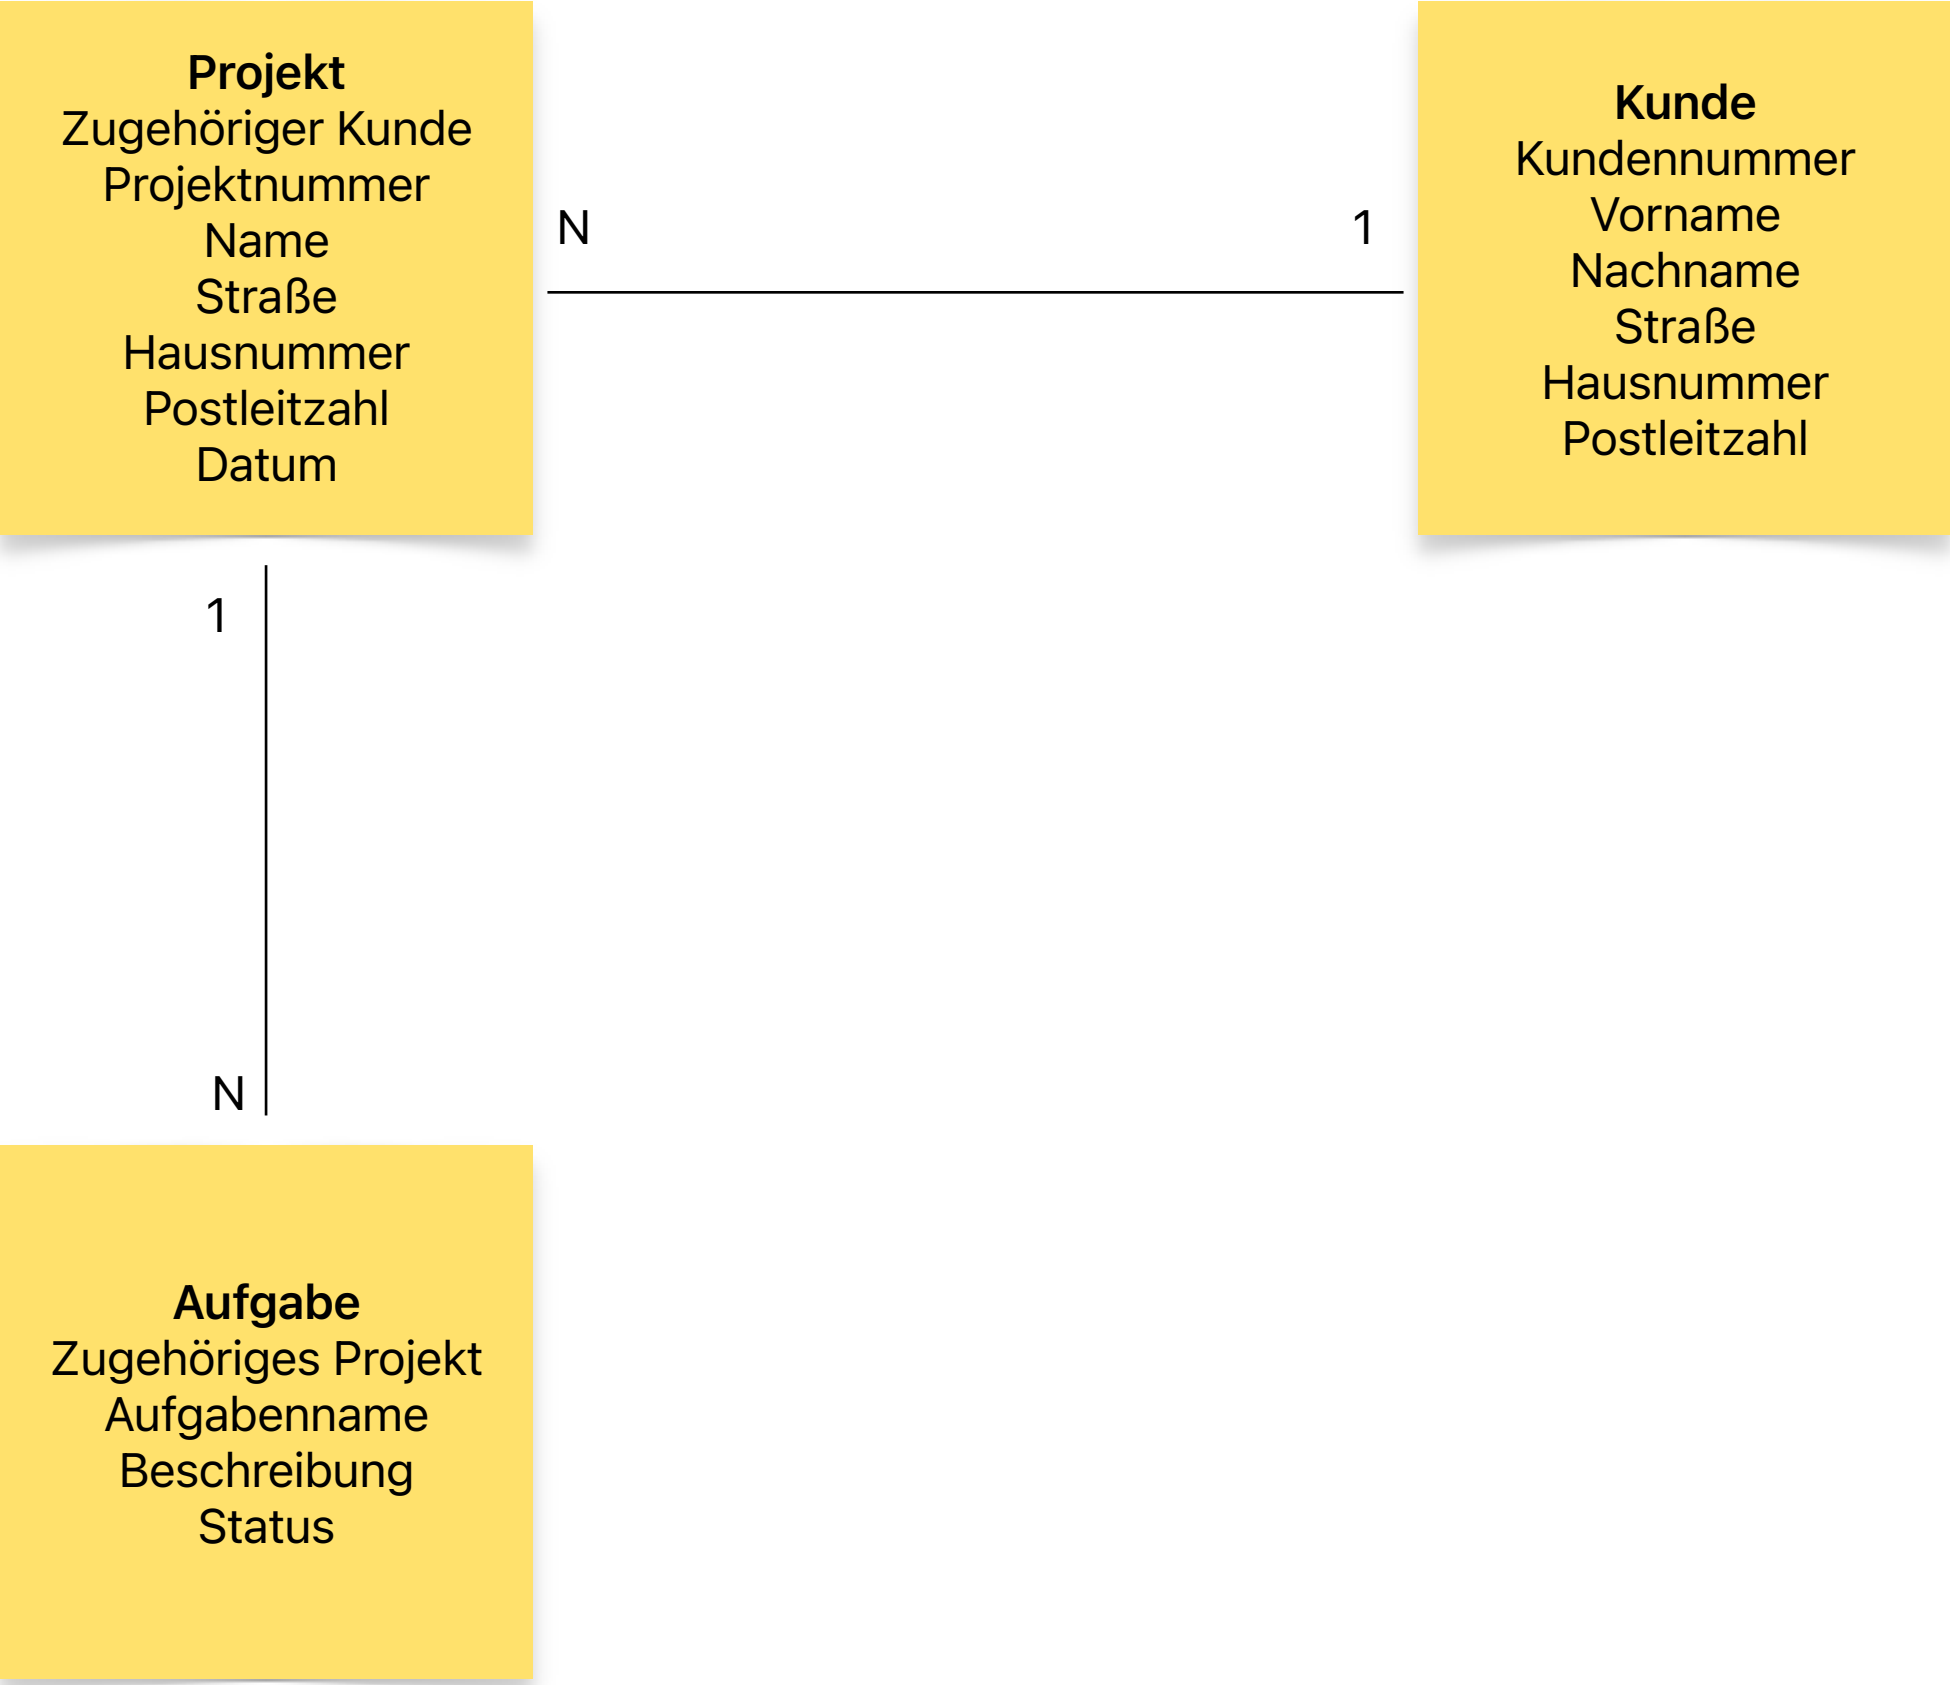 Projekt
Zugehöriger Kunde
Projektnummer
Name
Straße
Hausnummer
Postleitzahl
Datum
N
1
Kunde
Kundennummer
Vorname
Nachname
Straße
Hausnummer
Postleitzahl
1
N
Aufgabe
Zugehöriges Projekt
Aufgabenname
Beschreibung
Status